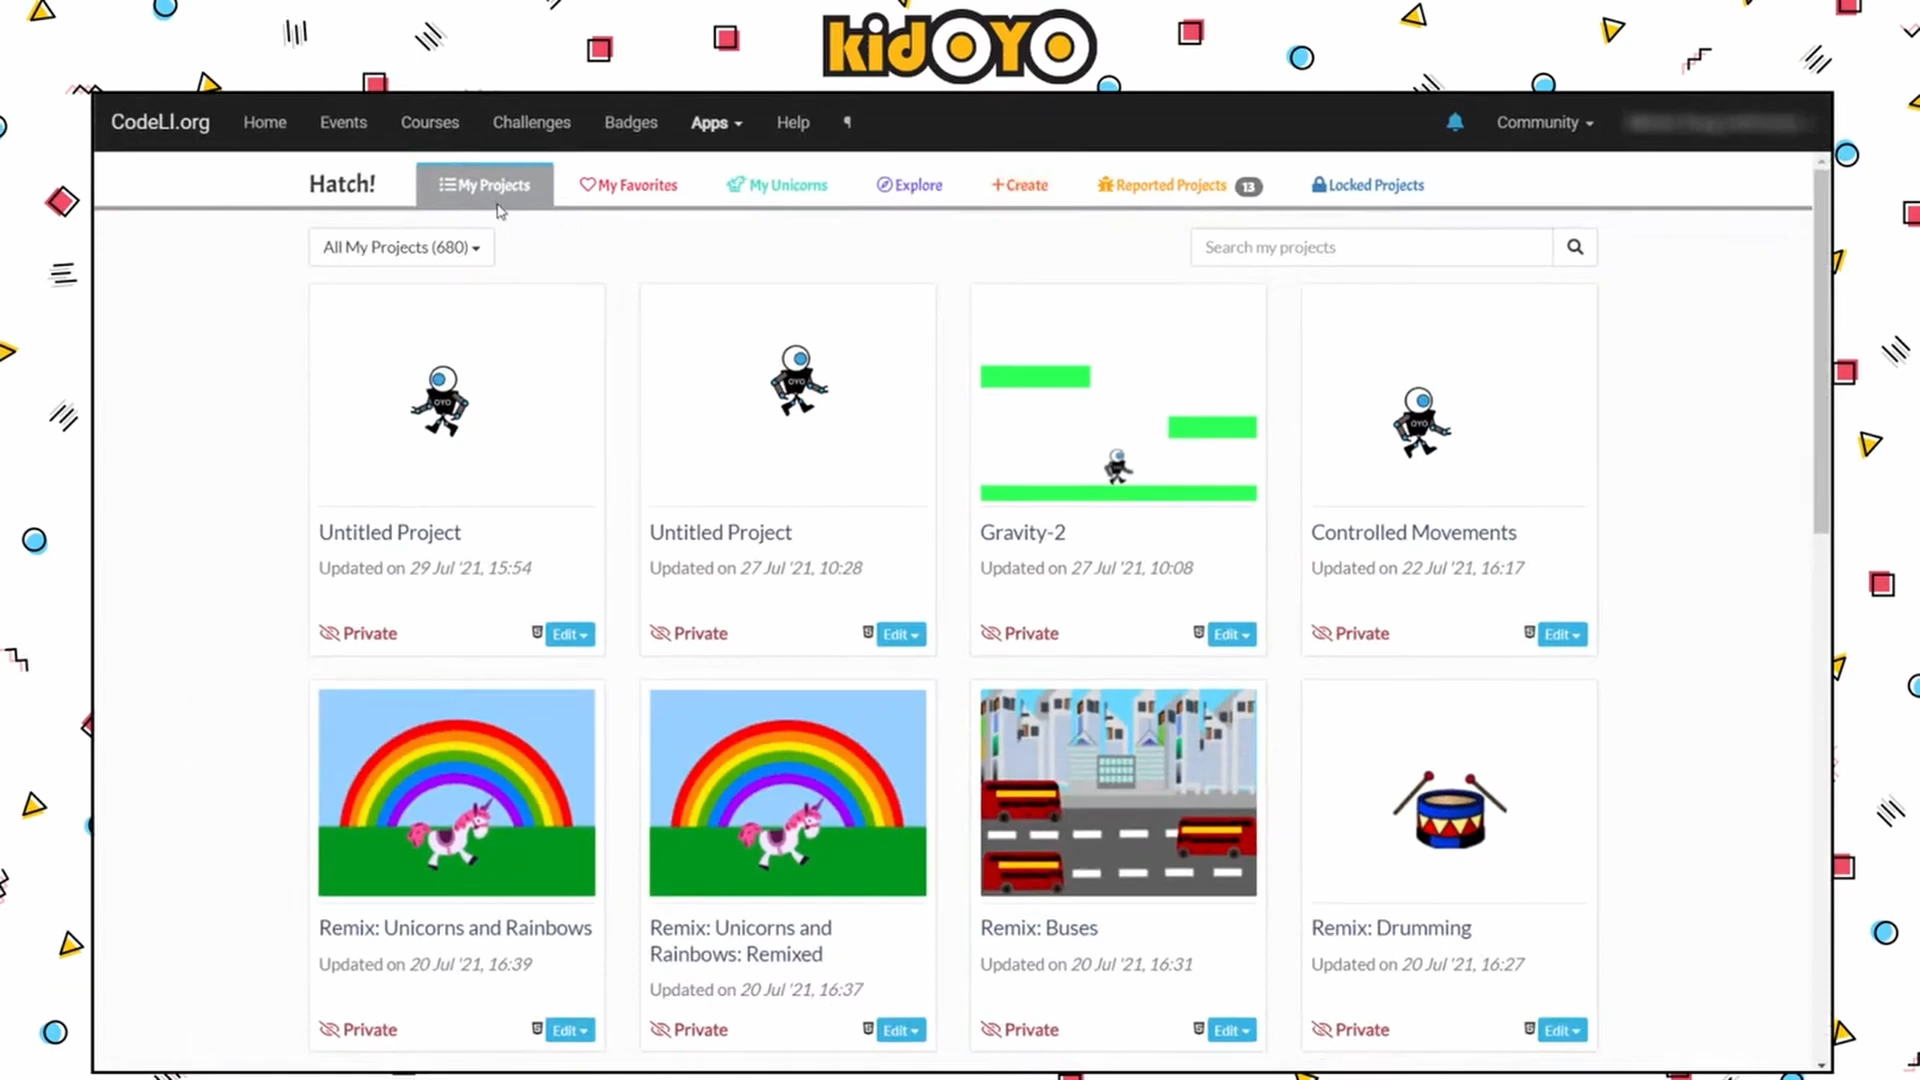 kidOYO
CodeLI.org Home Events Courses Challenges Badges Apps Help ¶ Community
Hatch! My Projects My Favorites My Unicorns Explore +Create Reported Projects 13 Locked Projects
All My Projects (680) Search my projects
OYO OYO OYO
Untitled Project Untitled Project Gravity-2 Controlled Movements
Updated on 29 Jul '21, 15:54 Updated on 27 Jul '21, 10:28 Updated on 27 Jul '21, 10:08 Updated on 22 Jul '21, 16:17
Private Edit Private Edit Private Edit Private Edit
Remix: Unicorns and Rainbows Remix: Unicorns and Remix: Buses Remix: Drumming
Rainbows: Remixed
Updated on 20 Jul '21, 16:39 Updated on 20 Jul '21, 16:31 Updated on 20 Jul '21, 16:27
Updated on 20 Jul '21, 16:37
Private Edit Private Edit Private Edit Private Edit